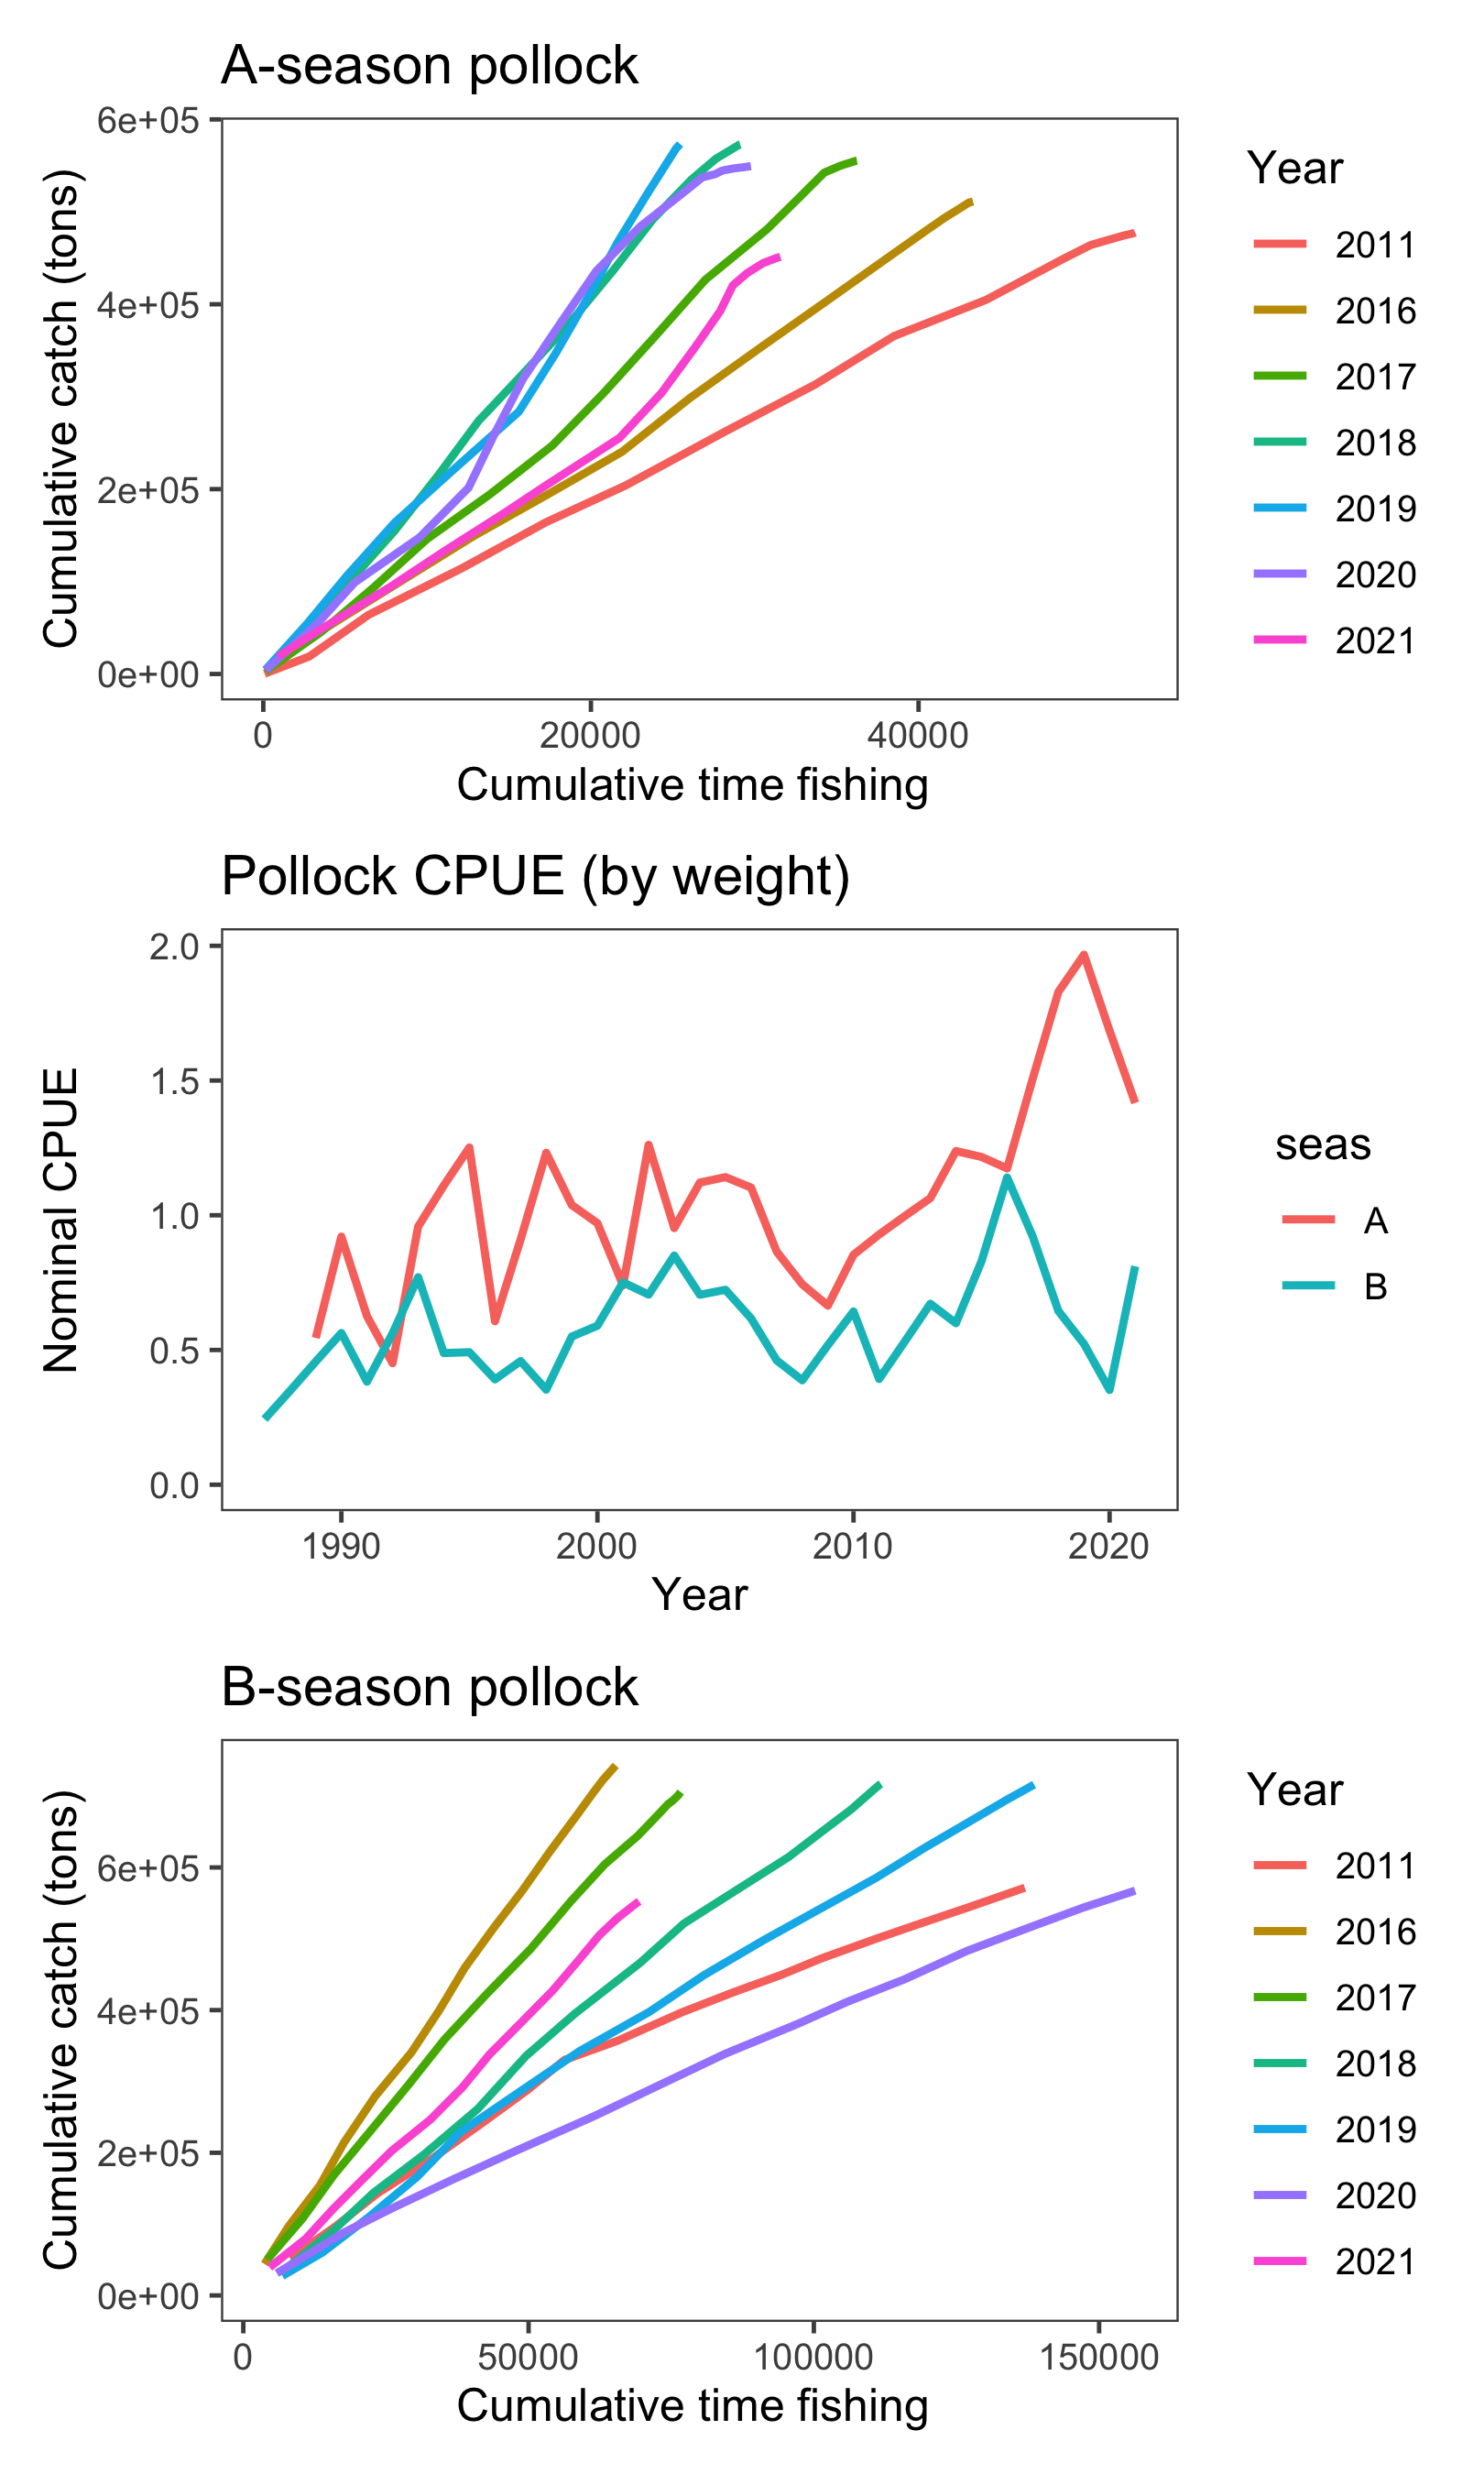 A-season pollock
6e+05
4e+05
2e+05
0e+00
Cumulative catch (tons)
0
20000
40000
Cumulative time fishing
Year
2011
2016
2017
2018
2019
2020
2021
Pollock CPUE (by weight)
2.0
1.5
1.0
0.5
0.0
Nominal CPUE
1990
2000
2010
2020
Year
seas
A
B
B-season pollock
6e+05
4e+05
2e+05
0e+00
Cumulative catch (tons)
0
50000
100000
150000
Cumulative time fishing
Year
2011
2016
2017
2018
2019
2020
2021